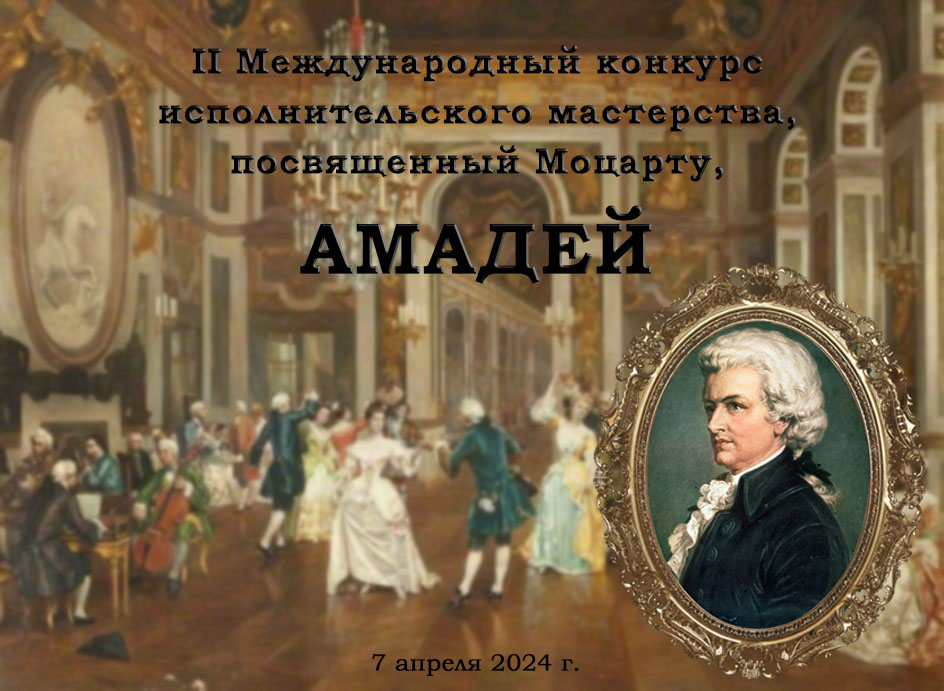 II Международный конкурс
исполнительского мастерства,
посвященный Моцарту,
АМАДЕЙ
7 апреля 2024 г.